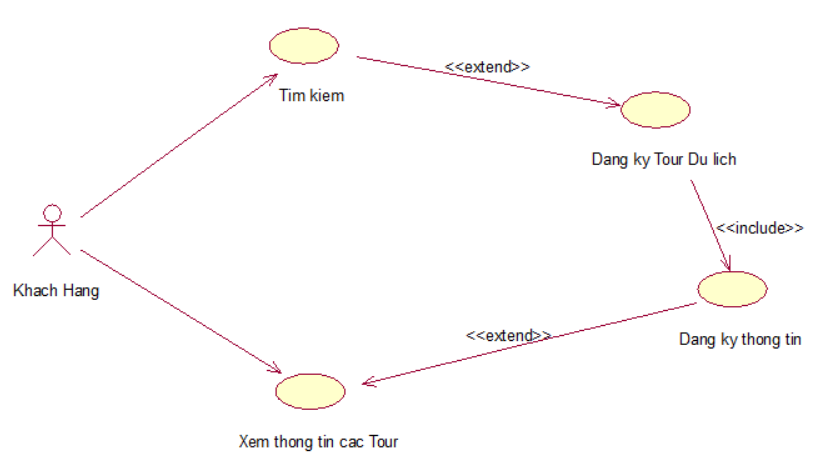 <<extend>>
Tim kiem
Dang ky Tour Du lich
<<include>>
Khach Hang
<<extend>>
Dang ky thong tin
Xem thong tin cac Tour